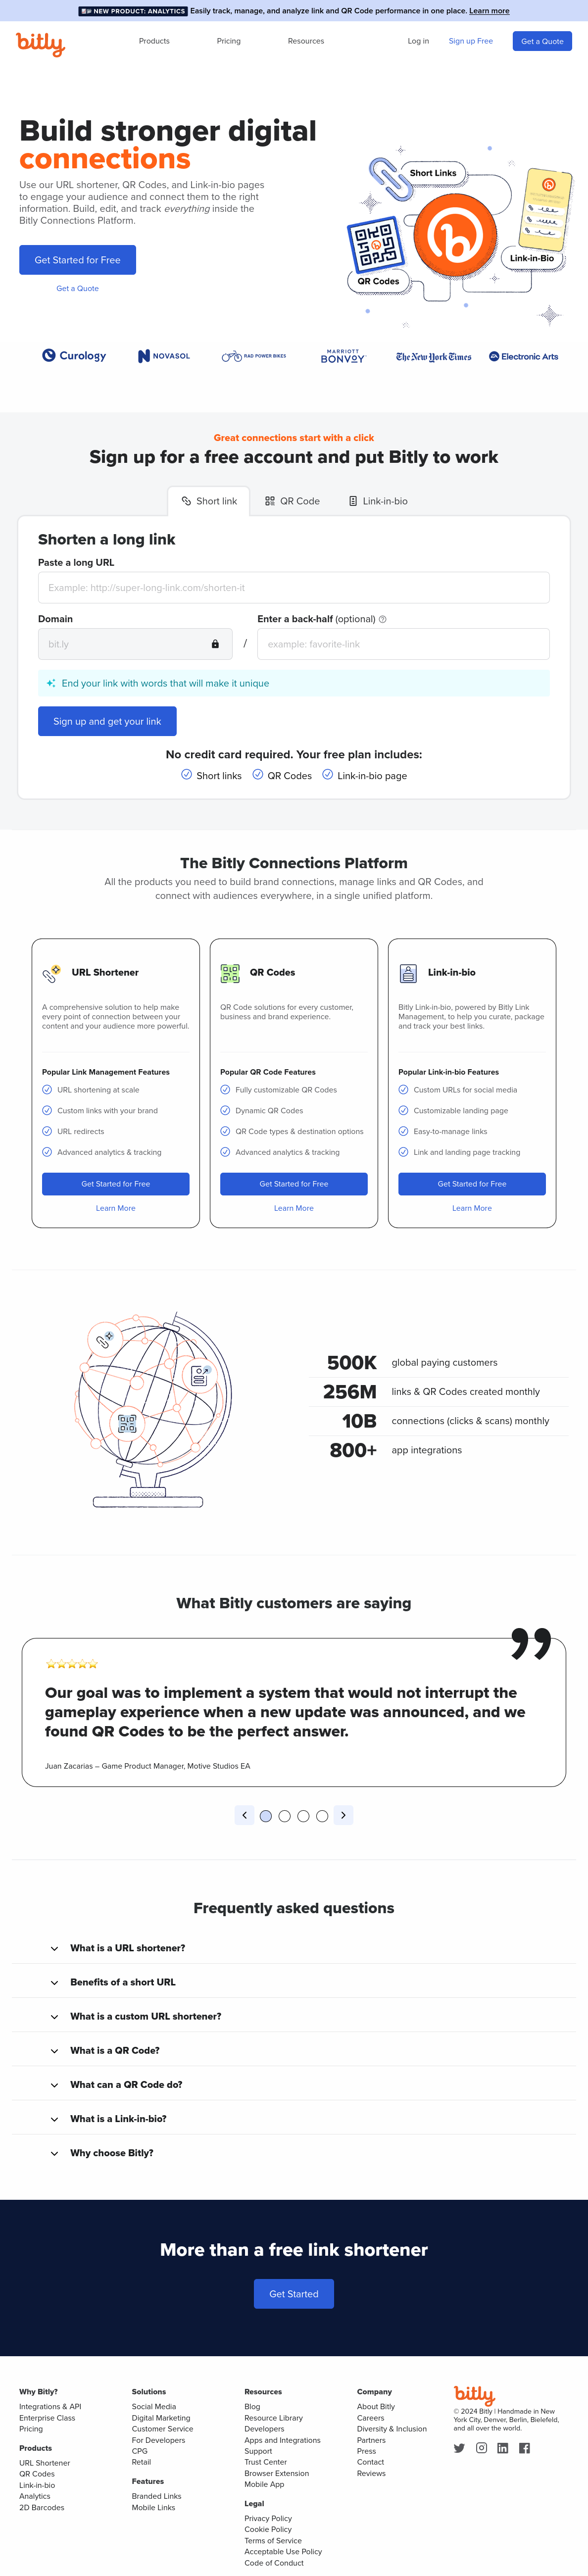 NEW PRODUCT: ANALYTICS Easily track, manage, and analyze link and QR Code performance in one place. Learn more
bitly Products Pricing Resources Log in Sign up Free Get a Quote
Build stronger digital
connections
Use our URL shortener, QR Codes, and Link-in-bio pages
to engage your audience and connect them to the right
information. Build, edit, and track everything inside the
Bitly Connections Platform.
Get Started for Free
Get a Quote
Short Links
Link-in-Bio
QR Codes
Curology NOVASOL RAD POWER BIKES MARRIOTT BONVOY The New York Times EA Electronic Arts
Great connections start with a click
Sign up for a free account and put Bitly to work
Short link QR Code Link-in-bio
Shorten a long link
Paste a long URL
Example: http://super-long-link.com/shorten-it
Domain Enter a back-half (optional)
bit.ly / example: favorite-link
End your link with words that will make it unique
Sign up and get your link
No credit card required. Your free plan includes:
Short links QR Codes Link-in-bio page
The Bitly Connections Platform
All the products you need to build brand connections, manage links and QR Codes, and
connect with audiences everywhere, in a single unified platform.
URL Shortener
A comprehensive solution to help make
every point of connection between your
content and your audience more powerful.
Popular Link Management Features
URL shortening at scale
Custom links with your brand
URL redirects
Advanced analytics & tracking
Get Started for Free
Learn More
QR Codes
QR Code solutions for every customer,
business and brand experience.
Popular QR Code Features
Fully customizable QR Codes
Dynamic QR Codes
QR Code types & destination options
Advanced analytics & tracking
Get Started for Free
Learn More
Link-in-bio
Bitly Link-in-bio, powered by Bitly Link
Management, to help you curate, package
and track your best links.
Popular Link-in-bio Features
Custom URLs for social media
Customizable landing page
Easy-to-manage links
Link and landing page tracking
Get Started for Free
Learn More
500K global paying customers
256M links & QR Codes created monthly
10B connections (clicks & scans) monthly
800+ app integrations
What Bitly customers are saying
Our goal was to implement a system that would not interrupt the
gameplay experience when a new update was announced, and we
found QR Codes to be the perfect answer.
Juan Zacarias – Game Product Manager, Motive Studios EA
Frequently asked questions
What is a URL shortener?
Benefits of a short URL
What is a custom URL shortener?
What is a QR Code?
What can a QR Code do?
What is a Link-in-bio?
Why choose Bitly?
More than a free link shortener
Get Started
Why Bitly?
Integrations & API
Enterprise Class
Pricing
Products
URL Shortener
QR Codes
Link-in-bio
Analytics
2D Barcodes
Solutions
Social Media
Digital Marketing
Customer Service
For Developers
CPG
Retail
Features
Branded Links
Mobile Links
Resources
Blog
Resource Library
Developers
Apps and Integrations
Support
Trust Center
Browser Extension
Mobile App
Legal
Privacy Policy
Cookie Policy
Terms of Service
Acceptable Use Policy
Code of Conduct
Company
About Bitly
Careers
Diversity & Inclusion
Partners
Press
Contact
Reviews
bitly
© 2024 Bitly | Handmade in New
York City, Denver, Berlin, Bielefeld,
and all over the world.